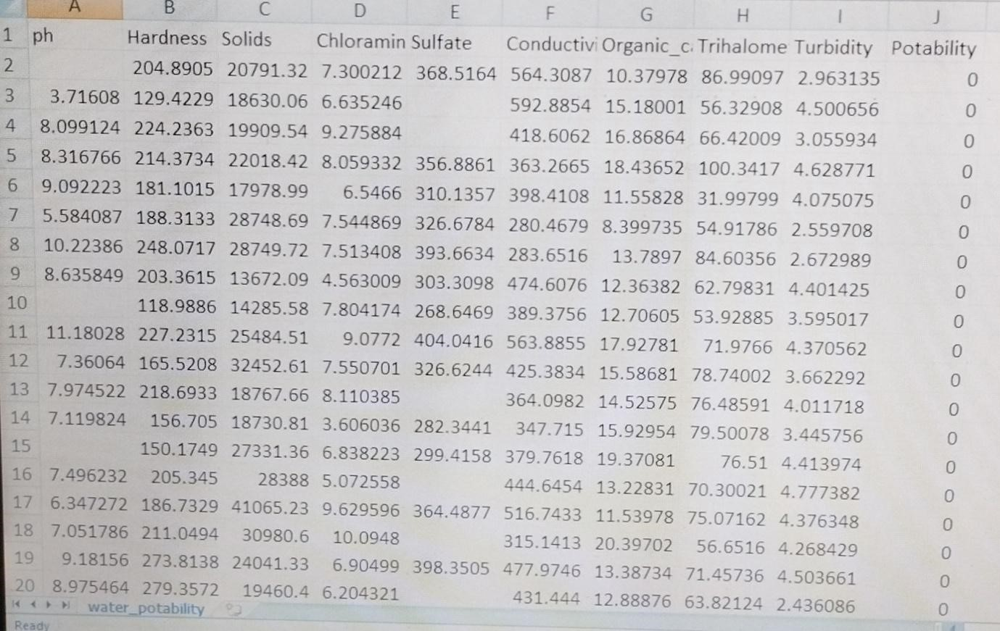 A B C D E F G H I J
1 ph Hardness Solids Chloramin Sulfate Conductivi Organic_ca Trihalome Turbidity Potability
2 204.8905 20791.32 7.300212 368.5164 564.3087 10.37978 86.99097 2.963135 0
3 3.71608 129.4229 18630.06 6.635246 592.8854 15.18001 56.32908 4.500656 0
4 8.099124 224.2363 19909.54 9.275884 418.6062 16.86864 66.42009 3.055934 0
5 8.316766 214.3734 22018.42 8.059332 356.8861 363.2665 18.43652 100.3417 4.628771 0
6 9.092223 181.1015 17978.99 6.5466 310.1357 398.4108 11.55828 31.99799 4.075075 0
7 5.584087 188.3133 28748.69 7.544869 326.6784 280.4679 8.399735 54.91786 2.559708 0
8 10.22386 248.0717 28749.72 7.513408 393.6634 283.6516 13.7897 84.60356 2.672989 0
9 8.635849 203.3615 13672.09 4.563009 303.3098 474.6076 12.36382 62.79831 4.401425 0
10 118.9886 14285.58 7.804174 268.6469 389.3756 12.70605 53.92885 3.595017 0
11 11.18028 227.2315 25484.51 9.0772 404.0416 563.8855 17.92781 71.9766 4.370562 0
12 7.36064 165.5208 32452.61 7.550701 326.6244 425.3834 15.58681 78.74002 3.662292 0
13 7.974522 218.6933 18767.66 8.110385 364.0982 14.52575 76.48591 4.011718 0
14 7.119824 156.705 18730.81 3.606036 282.3441 347.715 15.92954 79.50078 3.445756 0
15 150.1749 27331.36 6.838223 299.4158 379.7618 19.37081 76.51 4.413974 0
16 7.496232 205.345 28388 5.072558 444.6454 13.22831 70.30021 4.777382 0
17 6.347272 186.7329 41065.23 9.629596 364.4877 516.7433 11.53978 75.07162 4.376348 0
18 7.051786 211.0494 30980.6 10.0948 315.1413 20.39702 56.6516 4.268429 0
19 9.18156 273.8138 24041.33 6.90499 398.3505 477.9746 13.38734 71.45736 4.503661 0
20 8.975464 279.3572 19460.4 6.204321 431.444 12.88876 63.82124 2.436086 0
water_potability
Ready